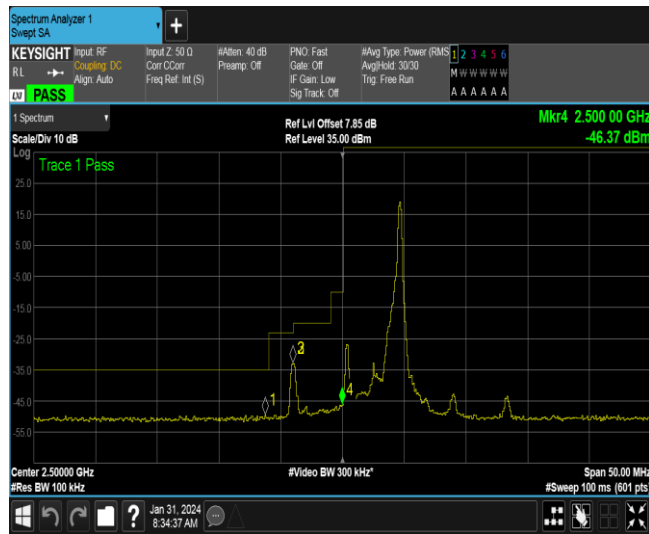 Spectrum Analyzer 1
Swept SA
+
KEYSIGHT
RL
LXI PASS
Input: RF
Coupling: DC
Align: Auto
Input Z: 50 Ω
Corr CCorr
Freq Ref: Int (S)
#Atten: 40 dB
Preamp: Off
PNO: Fast
Gate: Off
IF Gain: Low
Sig Track: Off
#Avg Type: Power (RMS
Avg|Hold: 30/30
Trig: Free Run
1 2 3 4 5 6
M W W W W W
A A A A A A
1 Spectrum
Scale/Div 10 dB
Log
Ref Lvl Offset 7.85 dB
Ref Level 35.00 dBm
Mkr4 2.500 00 GHz
-46.37 dBm
Trace 1 Pass
25.0
15.0
5.00
-5.00
-15.0
-25.0
-35.0
-45.0
-55.0
1
4
Center 2.50000 GHz
#Res BW 100 kHz
#Video BW 300 kHz*
Span 50.00 MHz
#Sweep 100 ms (601 pts)
?
Jan 31, 2024
8:34:37 AM